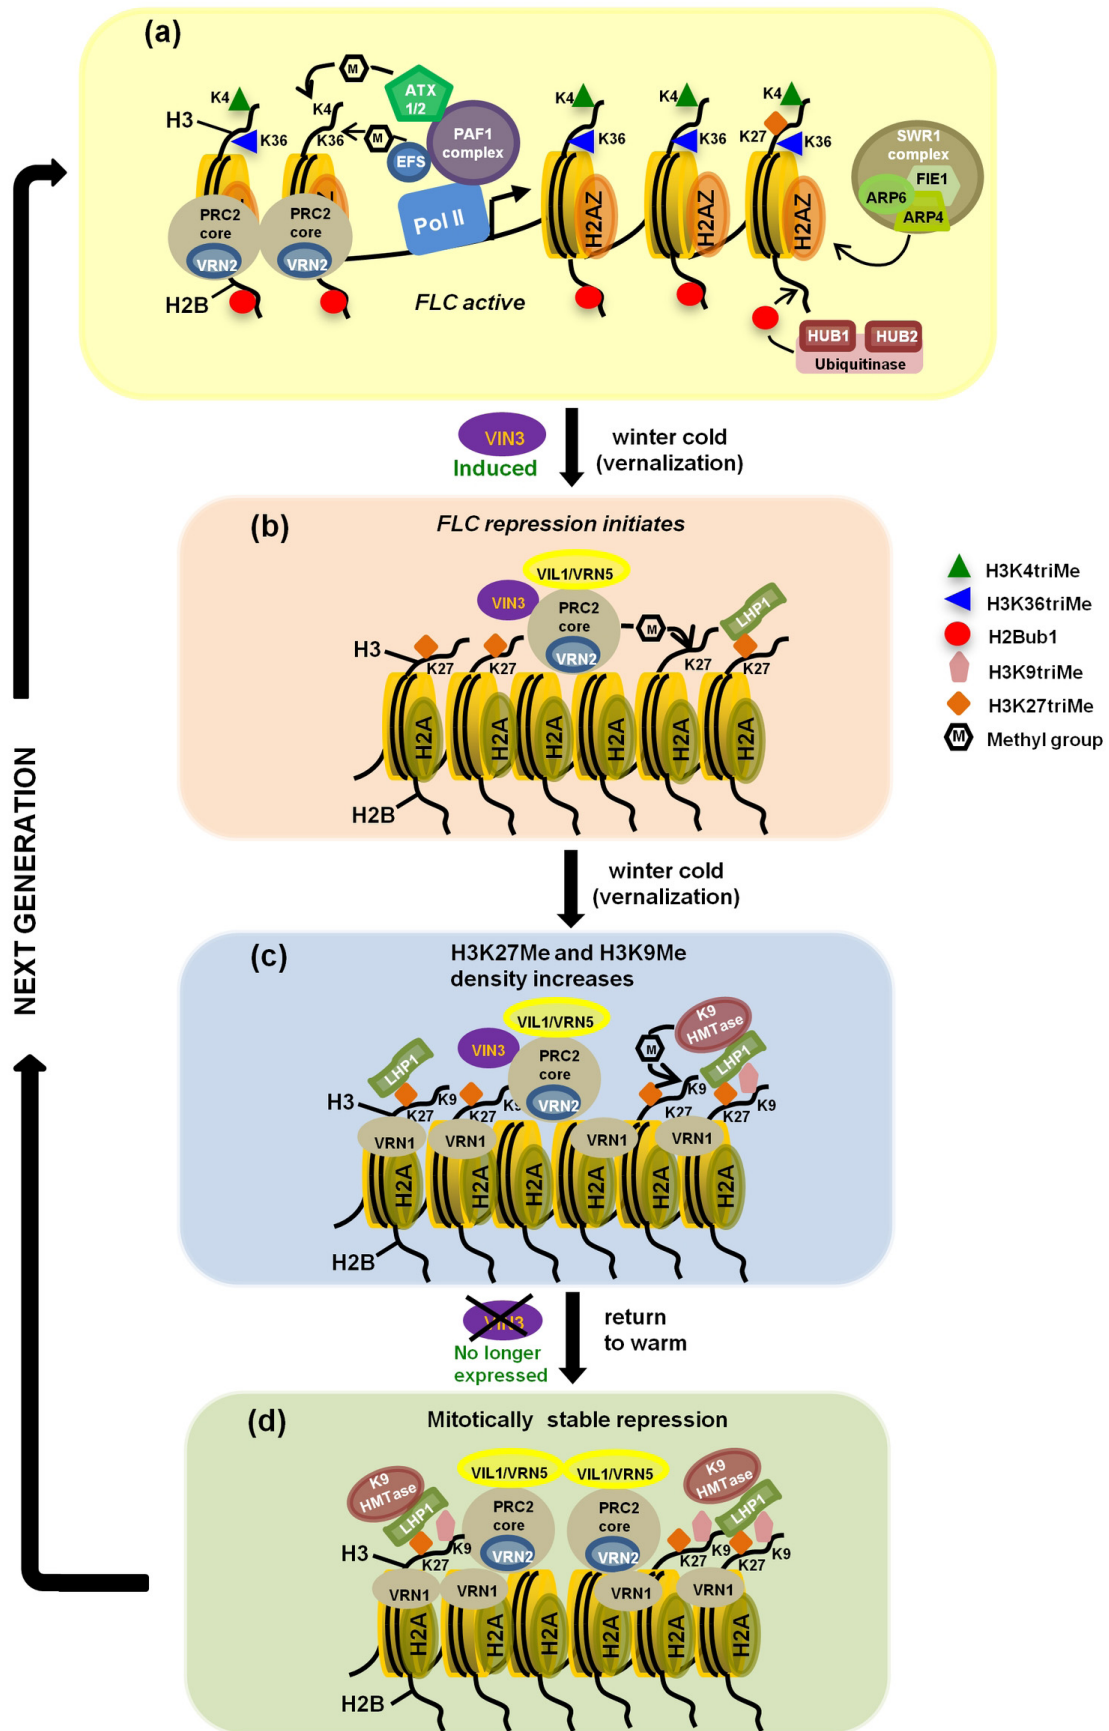 (a)
M
ATX
1/2
K4
K4
H3
K36
K36
M
EFS
PAF1
complex
K4
K36
K4
K36
K4
K27
K36
SWR1
complex
FIE1
ARP6
ARP4
PRC2
core
VRN2
PRC2
core
VRN2
Pol II
H2AZ
H2AZ
H2AZ
H2B
FLC active
HUB1
HUB2
Ubiquitinase
VIN3
Induced
winter cold
(vernalization)
(b)
FLC repression initiates
VIL1/VRN5
VIN3
PRC2
core
VRN2
M
LHP1
H3
K27
K27
K27
K27
H2A
H2A
H2A
H2A
H2A
H2A
H2B
H3K4triMe
H3K36triMe
H2Bub1
H3K9triMe
H3K27triMe
M
Methyl group
NEXT GENERATION
winter cold
(vernalization)
(c)
H3K27Me and H3K9Me
density increases
VIL1/VRN5
VIN3
PRC2
core
VRN2
K9
HMTase
M
LHP1
LHP1
H3
K27
K9
K27
K9
K27
K9
K27
K9
VRN1
VRN1
VRN1
VRN1
H2A
H2A
H2A
H2A
H2A
H2A
H2B
VIN3
No longer
expressed
return
to warm
(d)
Mitotically stable repression
VIL1/VRN5
VIL1/VRN5
K9
HMTase
LHP1
PRC2
core
VRN2
PRC2
core
VRN2
K9
HMTase
LHP1
H3
K27
K9
K27
K9
K27
K9
VRN1
VRN1
VRN1
VRN1
H2A
H2A
H2A
H2A
H2A
H2A
H2B